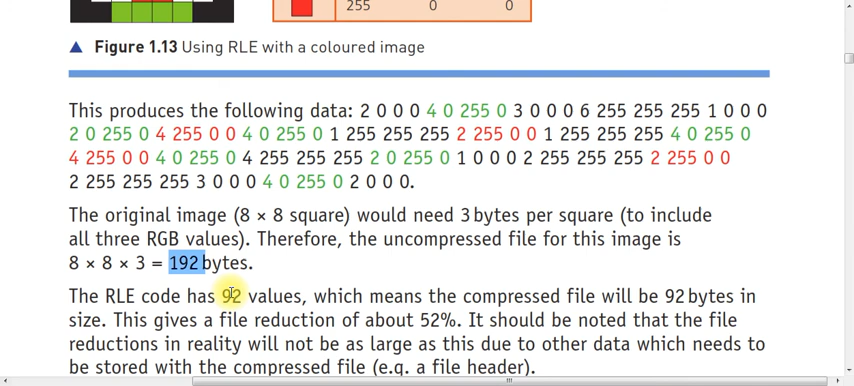 255 0 0
▲ Figure 1.13 Using RLE with a coloured image
This produces the following data: 2 0 0 0 4 0 255 0 3 0 0 0 6 255 255 255 1 0 0 0
2 0 255 0 4 255 0 0 4 0 255 0 1 255 255 255 2 255 0 0 1 255 255 255 4 0 255 0
4 255 0 0 4 0 255 0 4 255 255 255 2 0 255 0 1 0 0 0 2 255 255 255 2 255 0 0
2 255 255 255 3 0 0 0 4 0 255 0 2 0 0 0.
The original image (8 × 8 square) would need 3 bytes per square (to include
all three RGB values). Therefore, the uncompressed file for this image is
8 × 8 × 3 = 192 bytes.
The RLE code has 92 values, which means the compressed file will be 92 bytes in
size. This gives a file reduction of about 52%. It should be noted that the file
reductions in reality will not be as large as this due to other data which needs to
be stored with the compressed file (e.g. a file header).